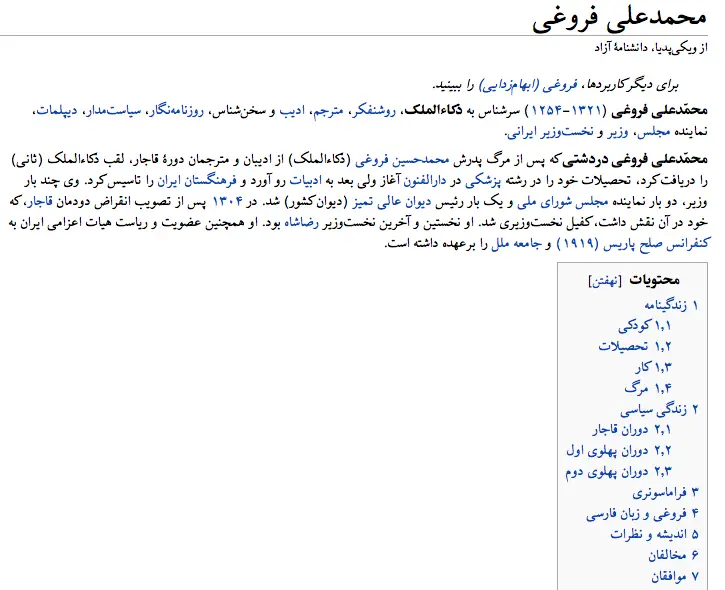 محمدعلی فروغی
از ویکی‌پدیا، دانشنامهٔ آزاد
برای دیگر کاربردها، فروغی (ابهام‌زدایی) را ببینید.
محمّدعلی فروغی (۱۳۲۱-۱۲۵۴) سرشناس به ذکاءالملک، روشنفکر، مترجم، ادیب و سخن‌شناس، روزنامه‌نگار، سیاست‌مدار، دیپلمات،
نماینده مجلس، وزیر و نخست‌وزیر ایرانی.
محمّدعلی فروغی دردشتی که پس از مرگ پدرش محمدحسین فروغی (ذکاءالملک) از ادیبان و مترجمان دورهٔ قاجار، لقب ذکاءالملک (ثانی)
را دریافت کرد، تحصیلات خود را در رشته پزشکی در دارالفنون آغاز ولی بعد به ادبیات رو آورد و فرهنگستان ایران را تاسیس کرد. وی چند بار
وزیر، دو بار نماینده مجلس شورای ملی و یک بار رئیس دیوان عالی تمیز (دیوان کشور) شد. در ۱۳۰۴ پس از تصویب انقراض دودمان قاجار، که
خود در آن نقش داشت، کفیل نخست‌وزیری شد. او نخستین و آخرین نخست‌وزیر رضاشاه بود. او همچنین عضویت و ریاست هیات اعزامی ایران به
کنفرانس صلح پاریس (۱۹۱۹) و جامعه ملل را برعهده داشته است.
محتویات [نهفتن]
۱ زندگینامه
۱٫۱ کودکی
۱٫۲ تحصیلات
۱٫۳ کار
۱٫۴ مرگ
۲ زندگی سیاسی
۲٫۱ دوران قاجار
۲٫۲ دوران پهلوی اول
۲٫۳ دوران پهلوی دوم
۳ فراماسونری
۴ فروغی و زبان فارسی
۵ اندیشه و نظرات
۶ مخالفان
۷ موافقان